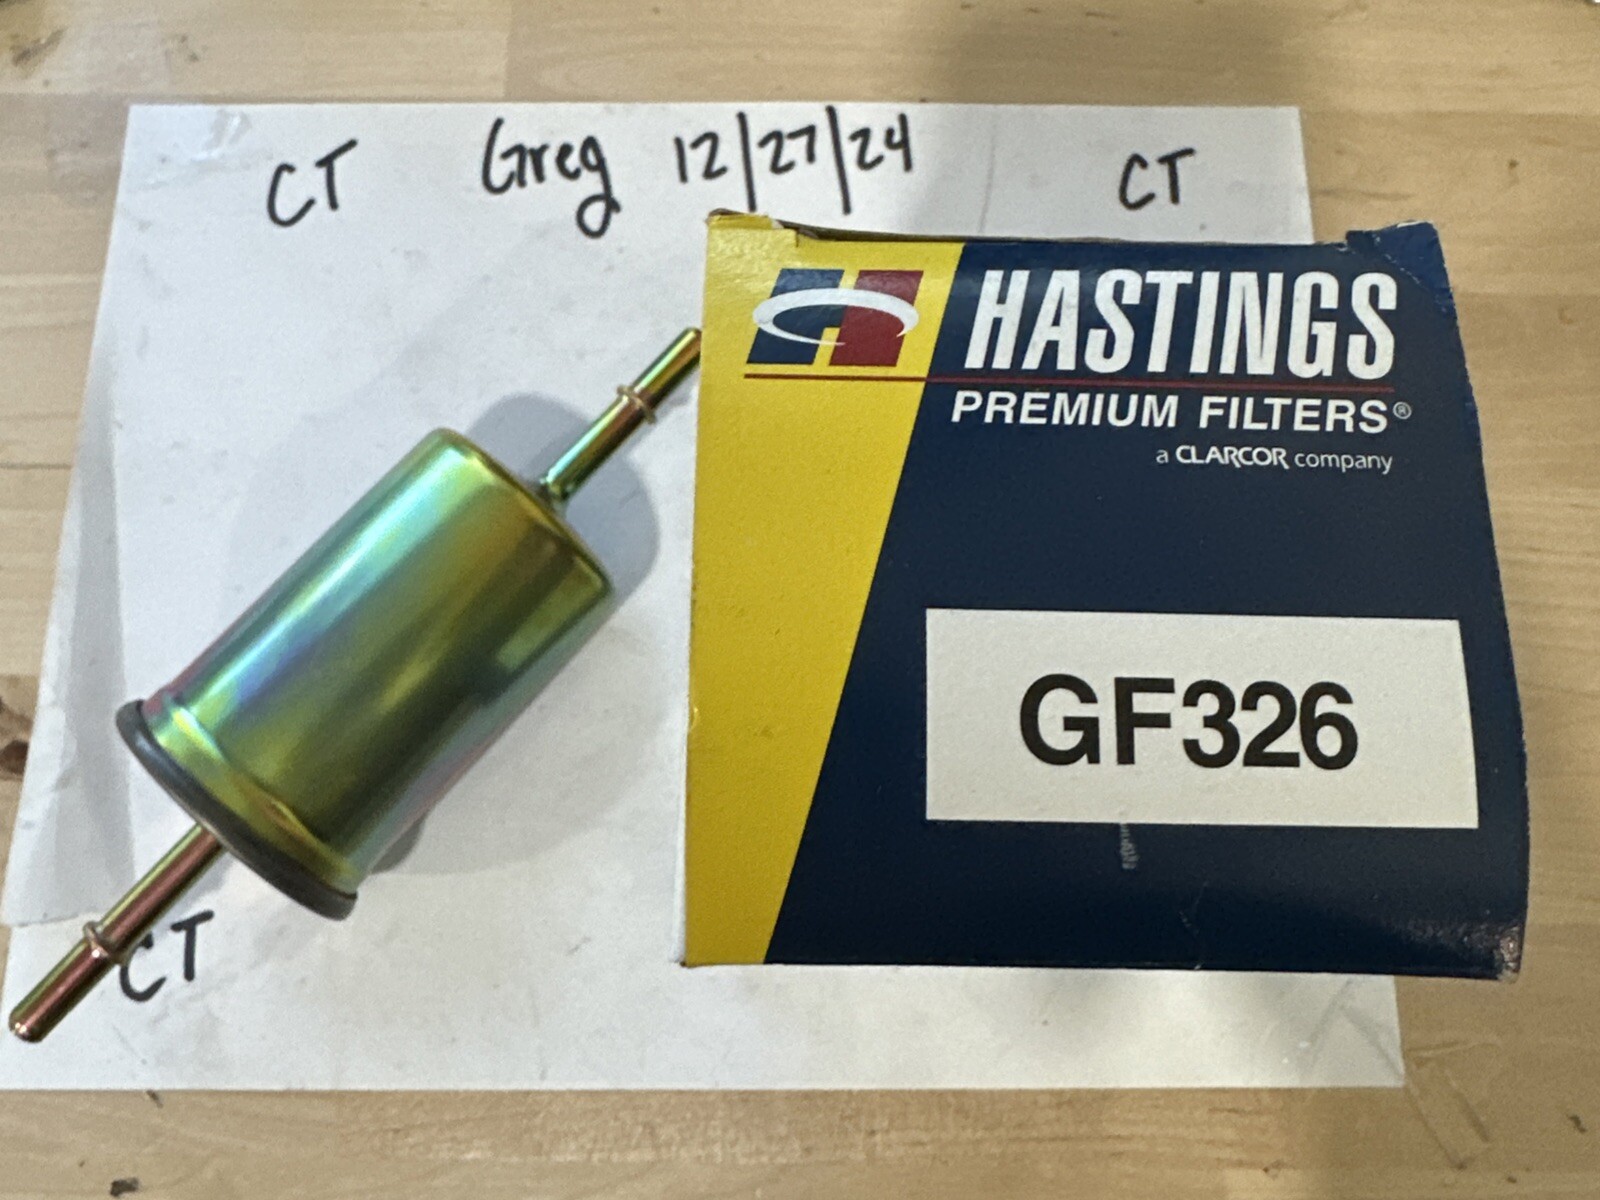 CT Greg 12/27/24 CT
HASTINGS
PREMIUM FILTERS®
a CLARCOR company
GF326
CT